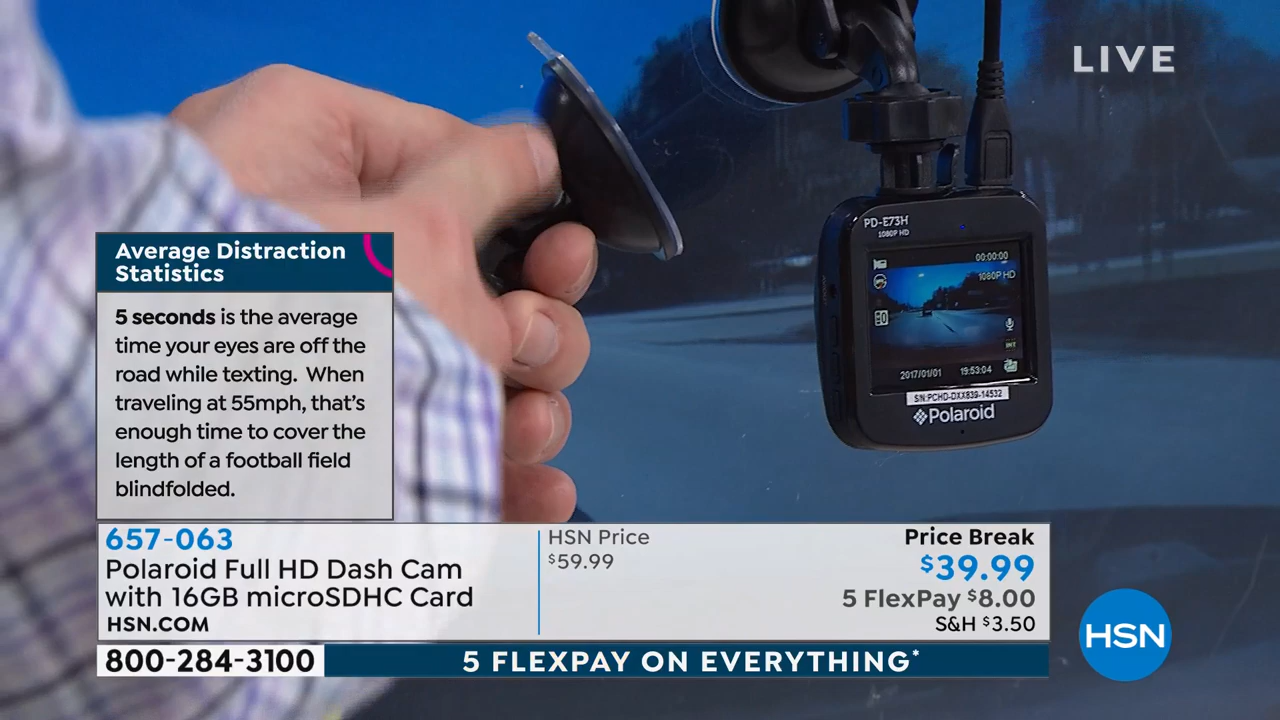 LIVE
PD-E73H
1080P HD
00:00:00
1080P HD
2017/01/01 19:53:04
S/N:PCHD-DXX839-14532
Polaroid
Average Distraction
Statistics
5 seconds is the average
time your eyes are off the
road while texting. When
traveling at 55mph, that's
enough time to cover the
length of a football field
blindfolded.
657-063
Polaroid Full HD Dash Cam
with 16GB microSDHC Card
HSN.COM
HSN Price
$59.99
Price Break
$39.99
5 FlexPay $8.00
S&H $3.50
HSN
800-284-3100
5 FLEXPAY ON EVERYTHING*